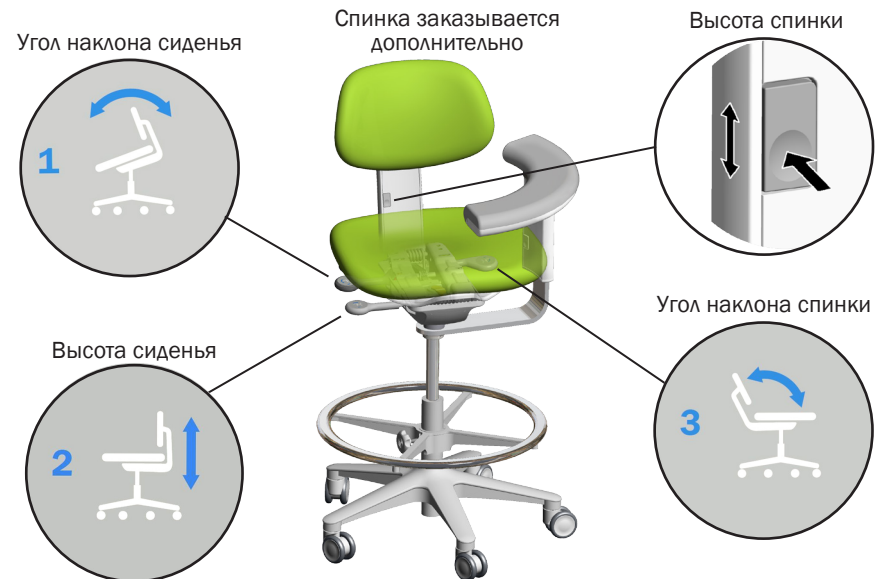 Спинка заказывается
дополнительно
Высота спинки
Угол наклона сиденья
1
Угол наклона спинки
Высота сиденья
2
3